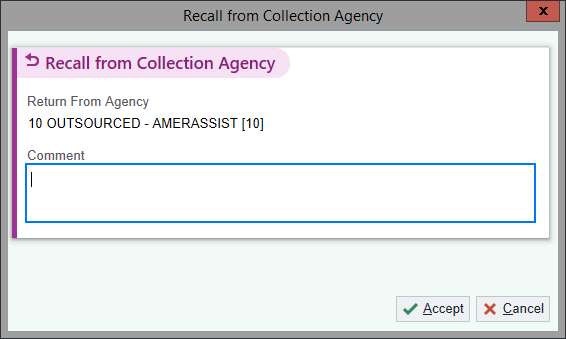 Recall from Collection Agency
x
Recall from Collection Agency
Return From Agency
10 OUTSOURCED - AMERASSIST [10]
Comment
Accept
Cancel